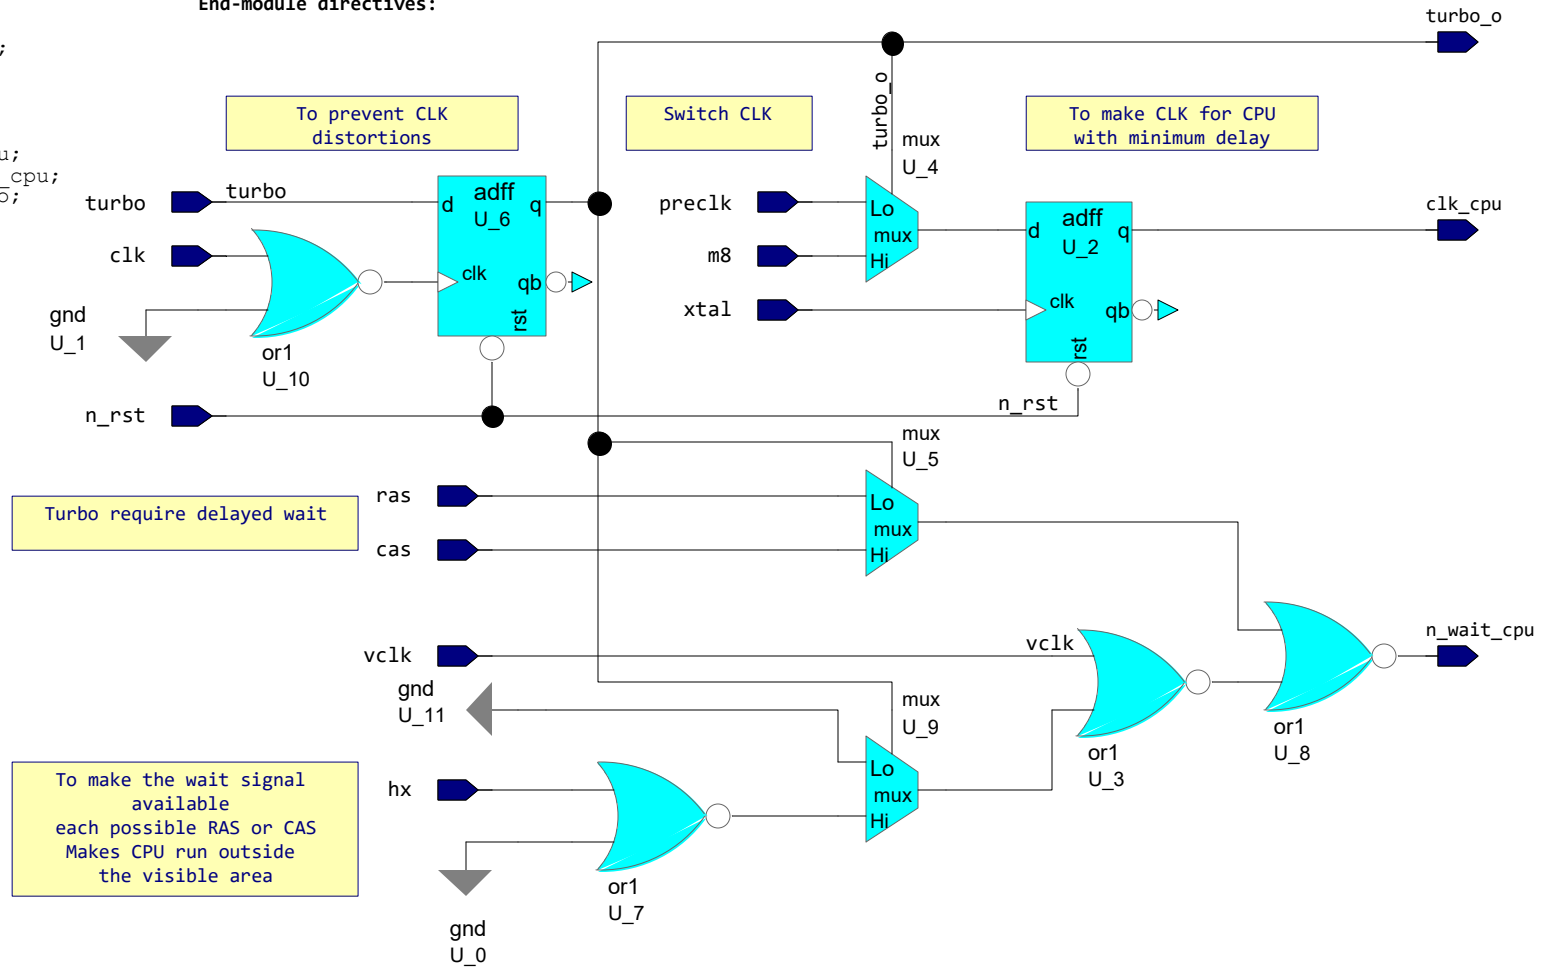 End-module directives:
;
u;
_cpu;
o;
turbo_o
To prevent CLK
distortions
Switch CLK
To make CLK for CPU
with minimum delay
turbo_o
mux
U_4
turbo
turbo
adff
U_6
d
q
clk
qb
rst
clk
gnd
U_1
or1
U_10
n_rst
preclk
m8
xtal
Lo
mux
Hi
adff
U_2
d
q
clk
qb
rst
n_rst
clk_cpu
mux
U_5
Turbo require delayed wait
ras
cas
Lo
mux
Hi
vclk
vclk
gnd
U_11
mux
U_9
or1
U_3
or1
U_8
n_wait_cpu
To make the wait signal
available
each possible RAS or CAS
Makes CPU run outside
the visible area
hx
Lo
mux
Hi
or1
U_7
gnd
U_0